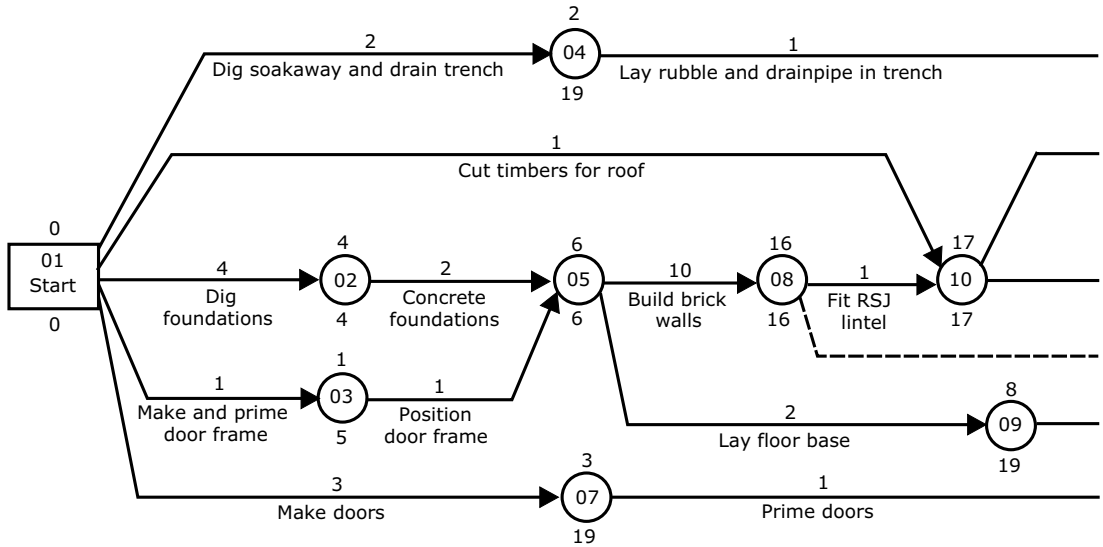 2
2
04
1
Dig soakaway and drain trench
Lay rubble and drainpipe in trench
19
1
Cut timbers for roof
0
01
Start
0
4
4
02
2
6
05
10
16
08
1
17
10
Dig
foundations
4
Concrete
foundations
6
Build brick
walls
16
Fit RSJ
lintel
17
1
1
03
1
Make and prime
door frame
5
Position
door frame
2
8
09
Lay floor base
19
3
3
07
1
Make doors
Prime doors
19